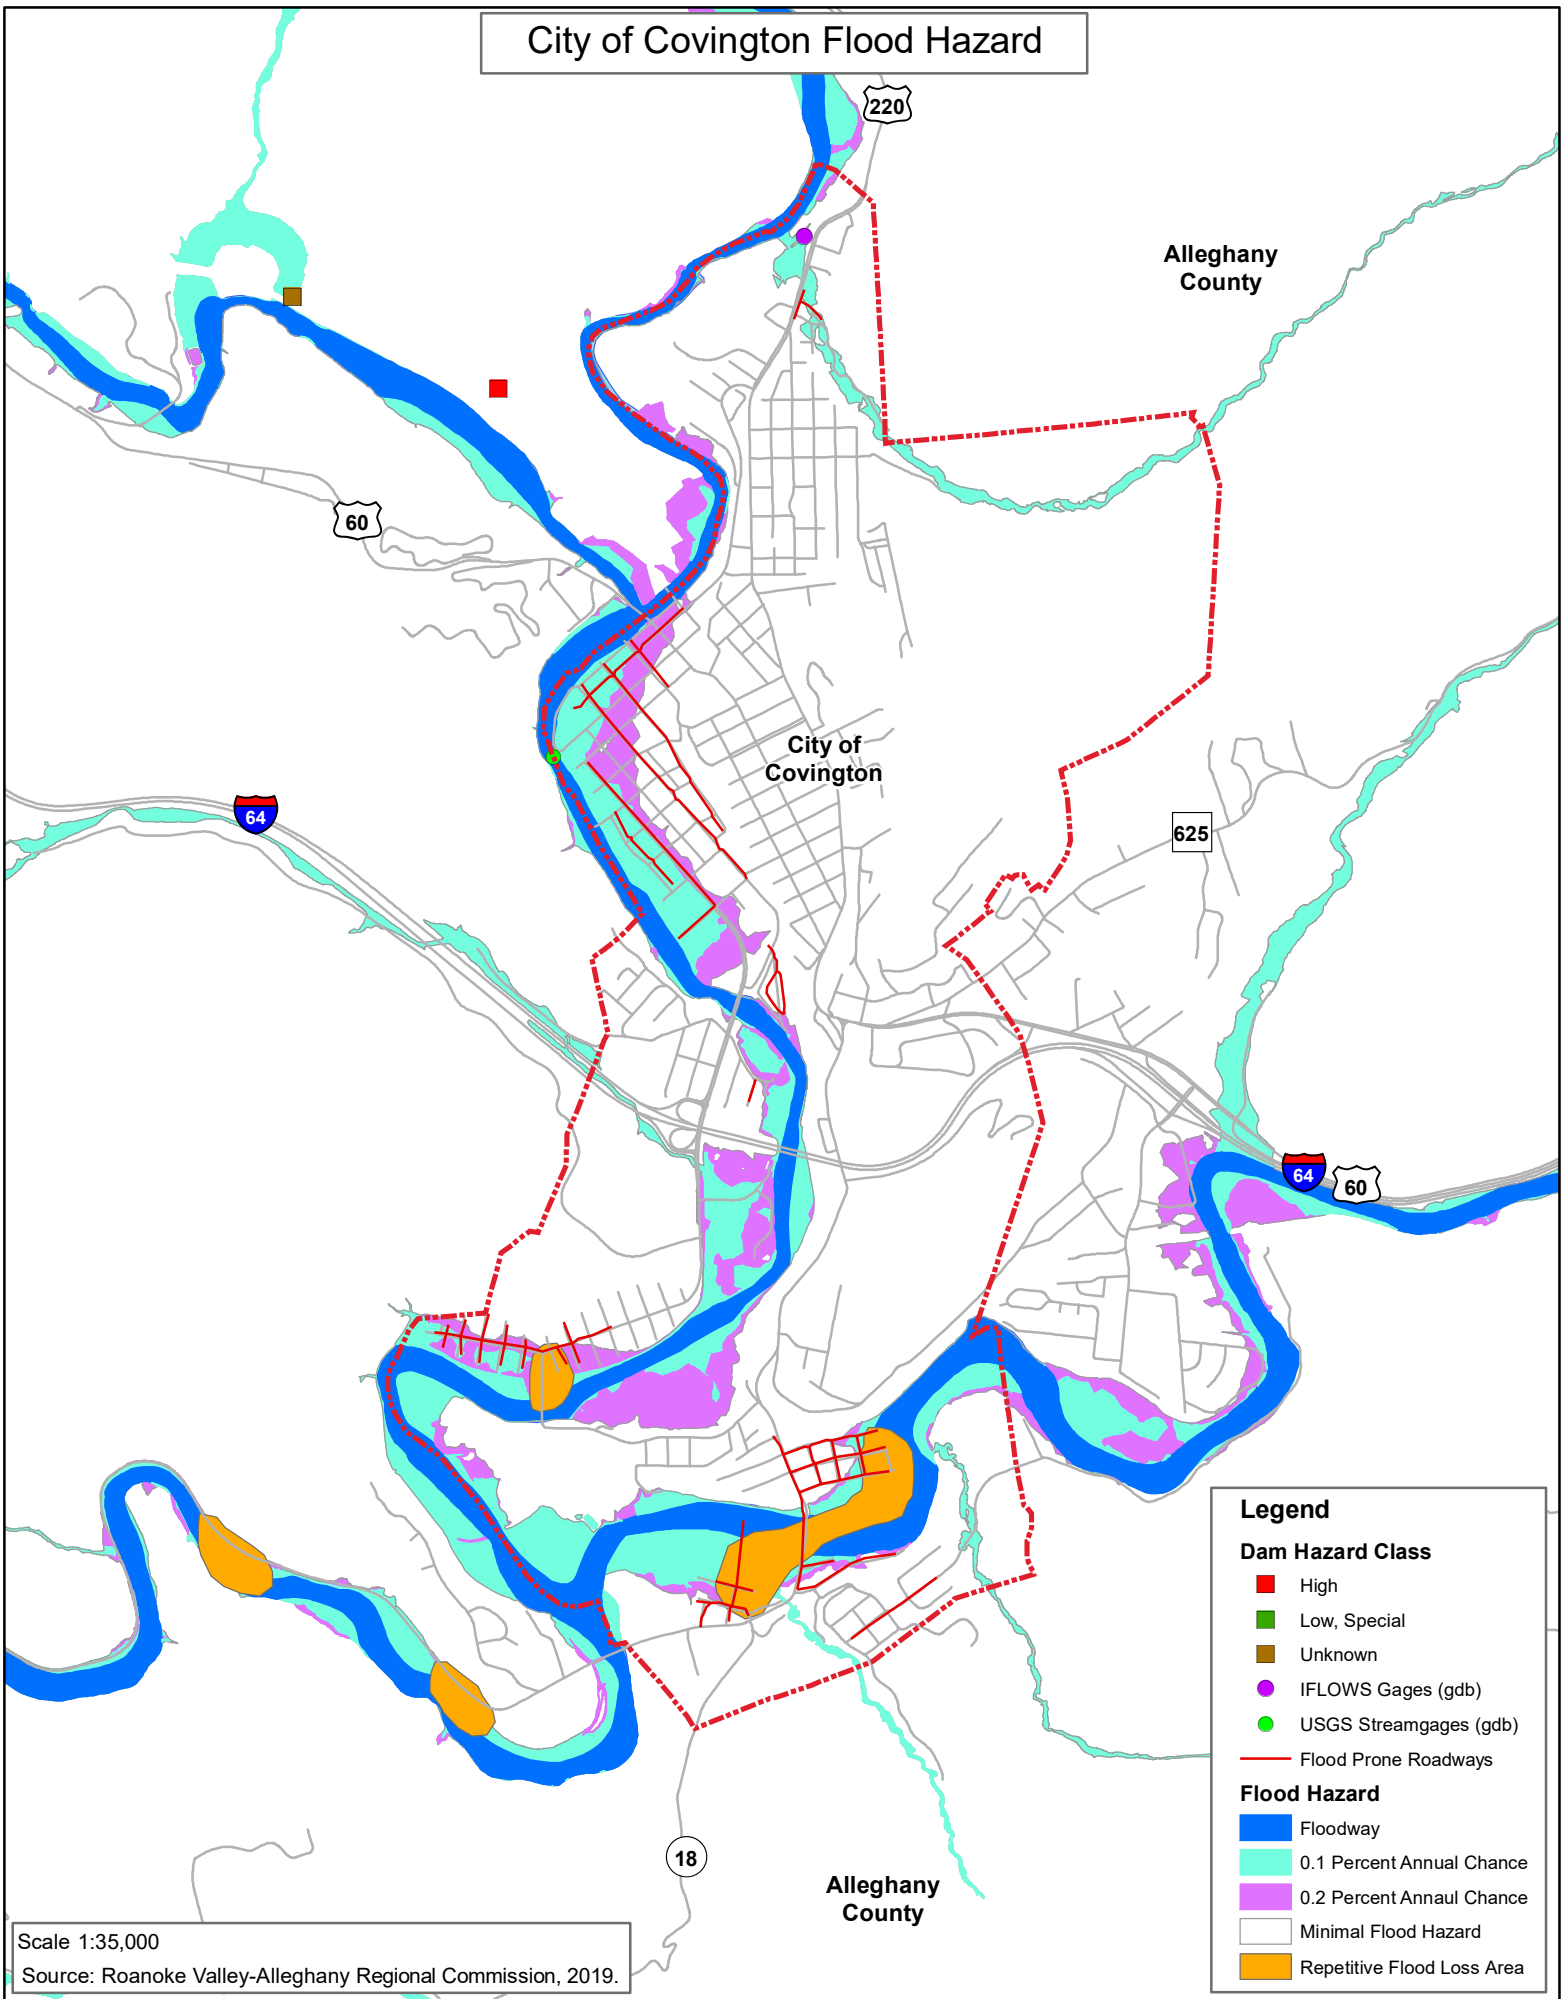 City of Covington Flood Hazard
220
Alleghany
County
60
City of
Covington
64
625
64
60
18
Alleghany
County
Legend
Dam Hazard Class
High
Low, Special
Unknown
IFLOWS Gages (gdb)
USGS Streamgages (gdb)
Flood Prone Roadways
Flood Hazard
Floodway
0.1 Percent Annual Chance
0.2 Percent Annaul Chance
Minimal Flood Hazard
Repetitive Flood Loss Area
Scale 1:35,000
Source: Roanoke Valley-Alleghany Regional Commission, 2019.